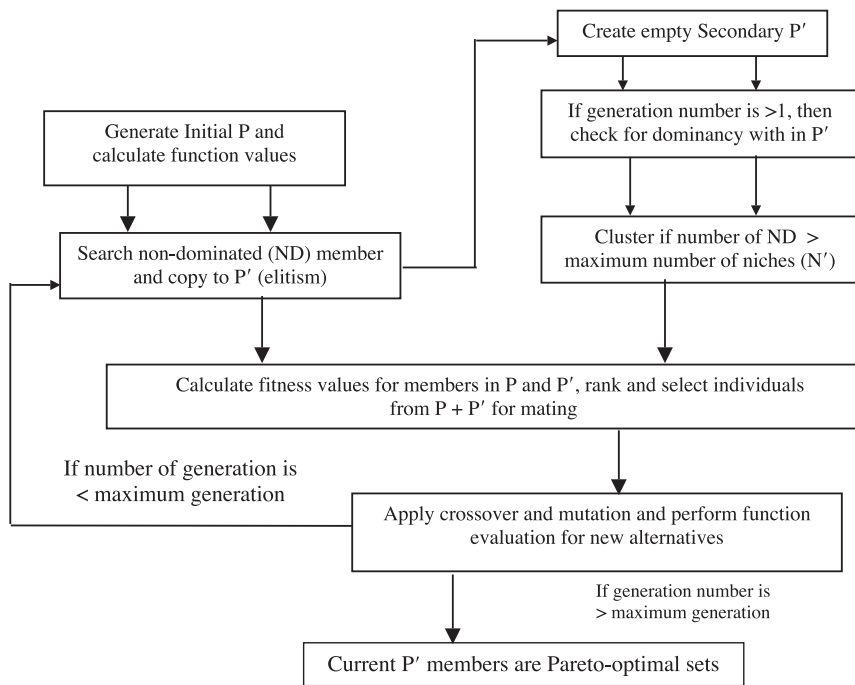 Create empty Secondary P′
If generation number is >1, then
check for dominancy with in P′
Generate Initial P and
calculate function values
Search non-dominated (ND) member
and copy to P′ (elitism)
Cluster if number of ND >
maximum number of niches (N′)
Calculate fitness values for members in P and P′, rank and select individuals
from P + P′ for mating
If number of generation is
< maximum generation
Apply crossover and mutation and perform function
evaluation for new alternatives
If generation number is
> maximum generation
Current P′ members are Pareto-optimal sets